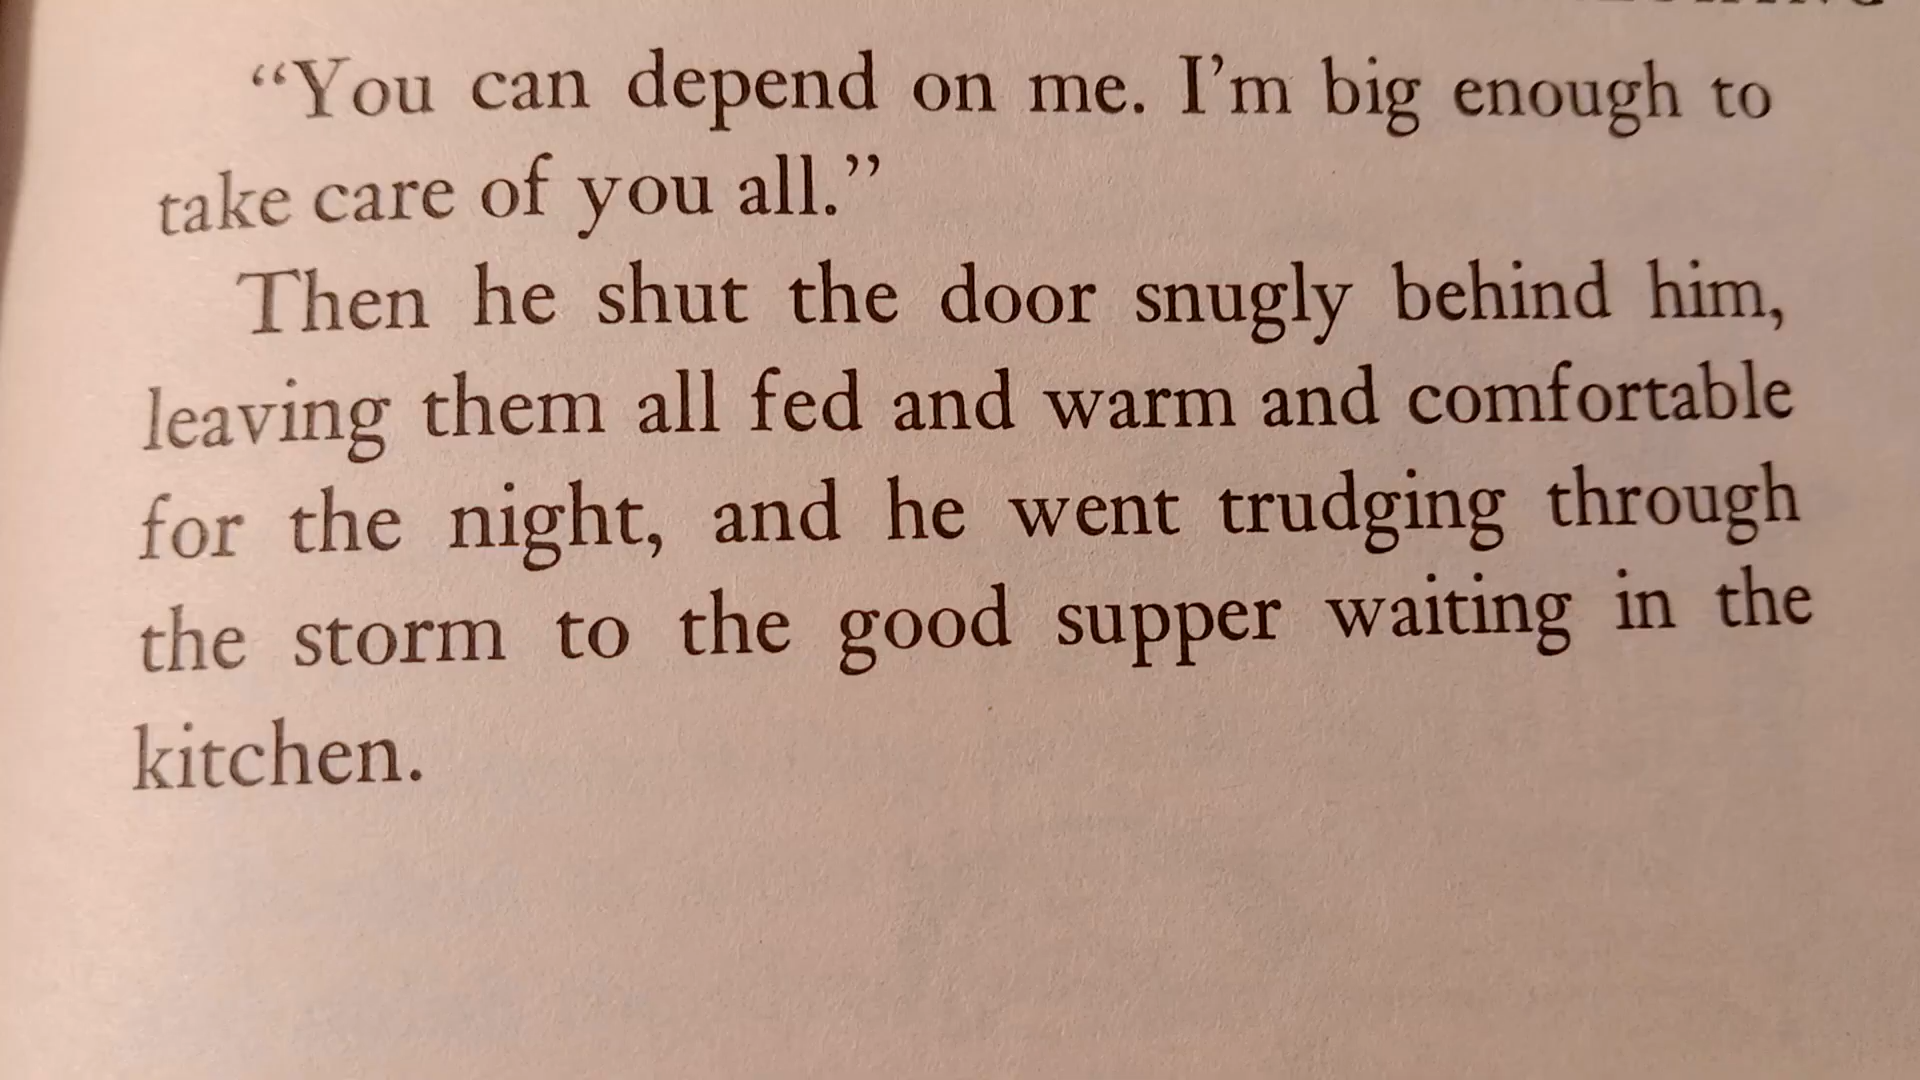 “You can depend on me. I’m big enough to
take care of you all.”
Then he shut the door snugly behind him,
leaving them all fed and warm and comfortable
for the night, and he went trudging through
the storm to the good supper waiting in the
kitchen.